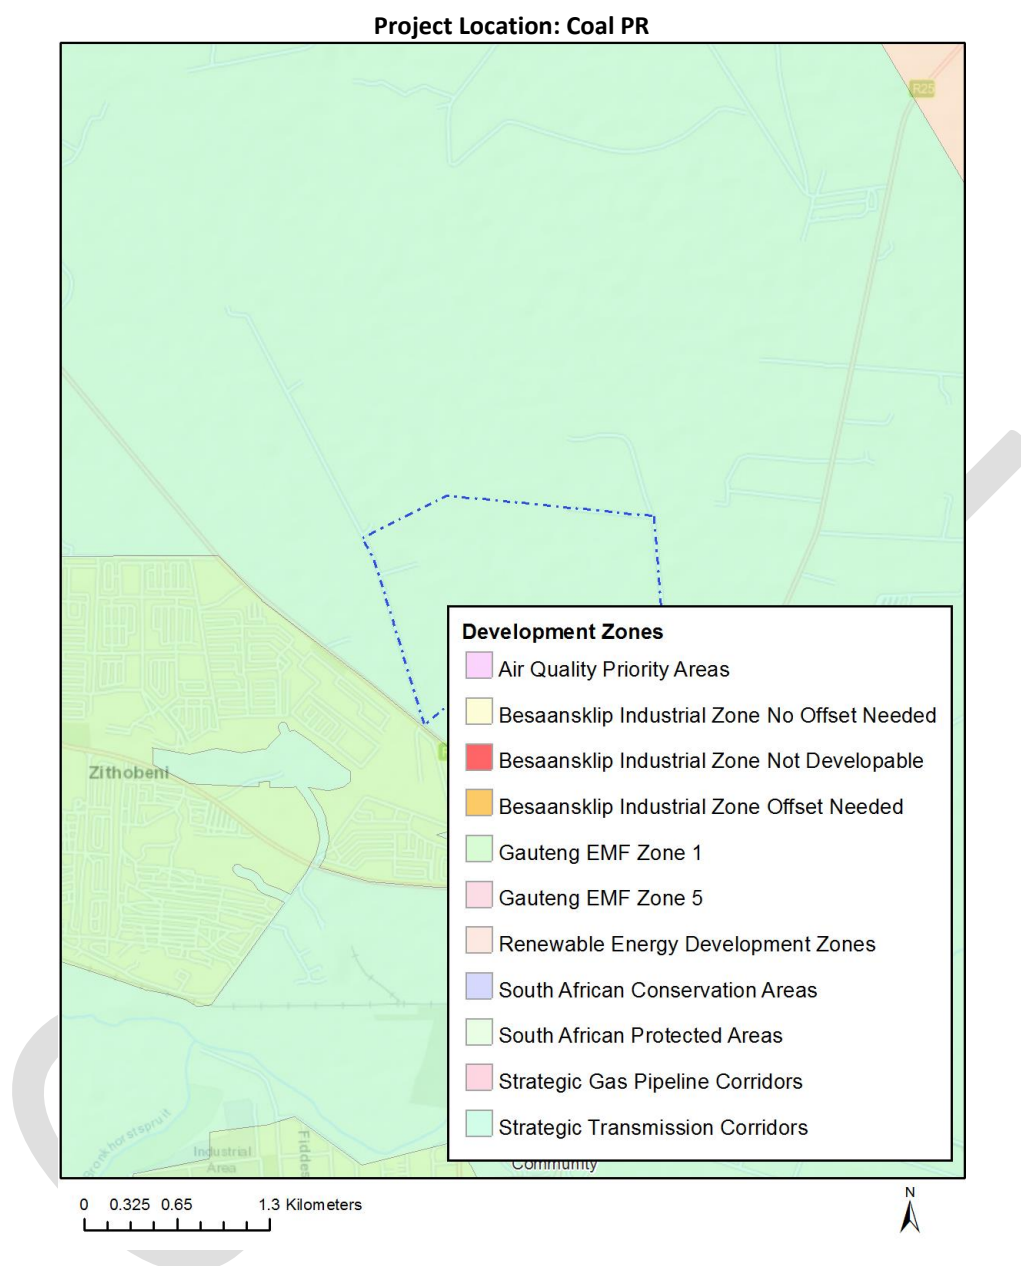 Project Location: Coal PR
R25
Zithobeni
Development Zones
Air Quality Priority Areas
Besaansklip Industrial Zone No Offset Needed
Besaansklip Industrial Zone Not Developable
Besaansklip Industrial Zone Offset Needed
Gauteng EMF Zone 1
Gauteng EMF Zone 5
Renewable Energy Development Zones
South African Conservation Areas
South African Protected Areas
Strategic Gas Pipeline Corridors
Strategic Transmission Corridors
Bronkhorstspruit
Industrial
Area
Fiddes
Community
0 0.325 0.65 1.3 Kilometers
N